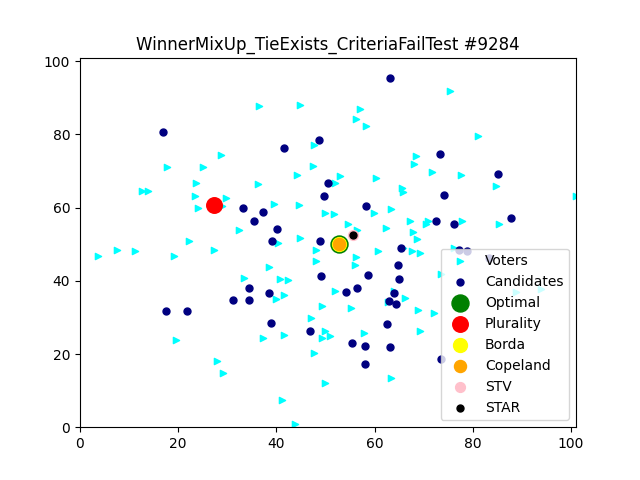 WinnerMixUp_TieExists_CriteriaFailTest #9284
100
80
60
40
20
0
0
20
40
60
80
100
Voters
Candidates
Optimal
Plurality
Borda
Copeland
STV
STAR